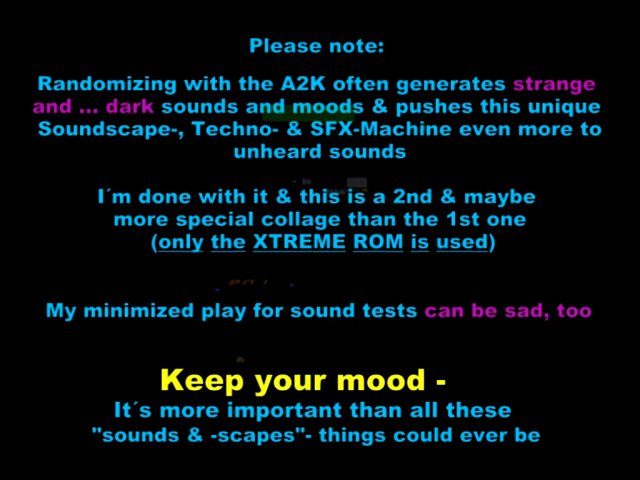 Please note:
Randomizing with the A2K often generates strange
and ... dark sounds and moods & pushes this unique
Soundscape-, Techno- & SFX-Machine even more to
unheard sounds
I´m done with it & this is a 2nd & maybe
more special collage than the 1st one
(only the XTREME ROM is used)
My minimized play for sound tests can be sad, too
Keep your mood -
It´s more important than all these
"sounds & -scapes"- things could ever be